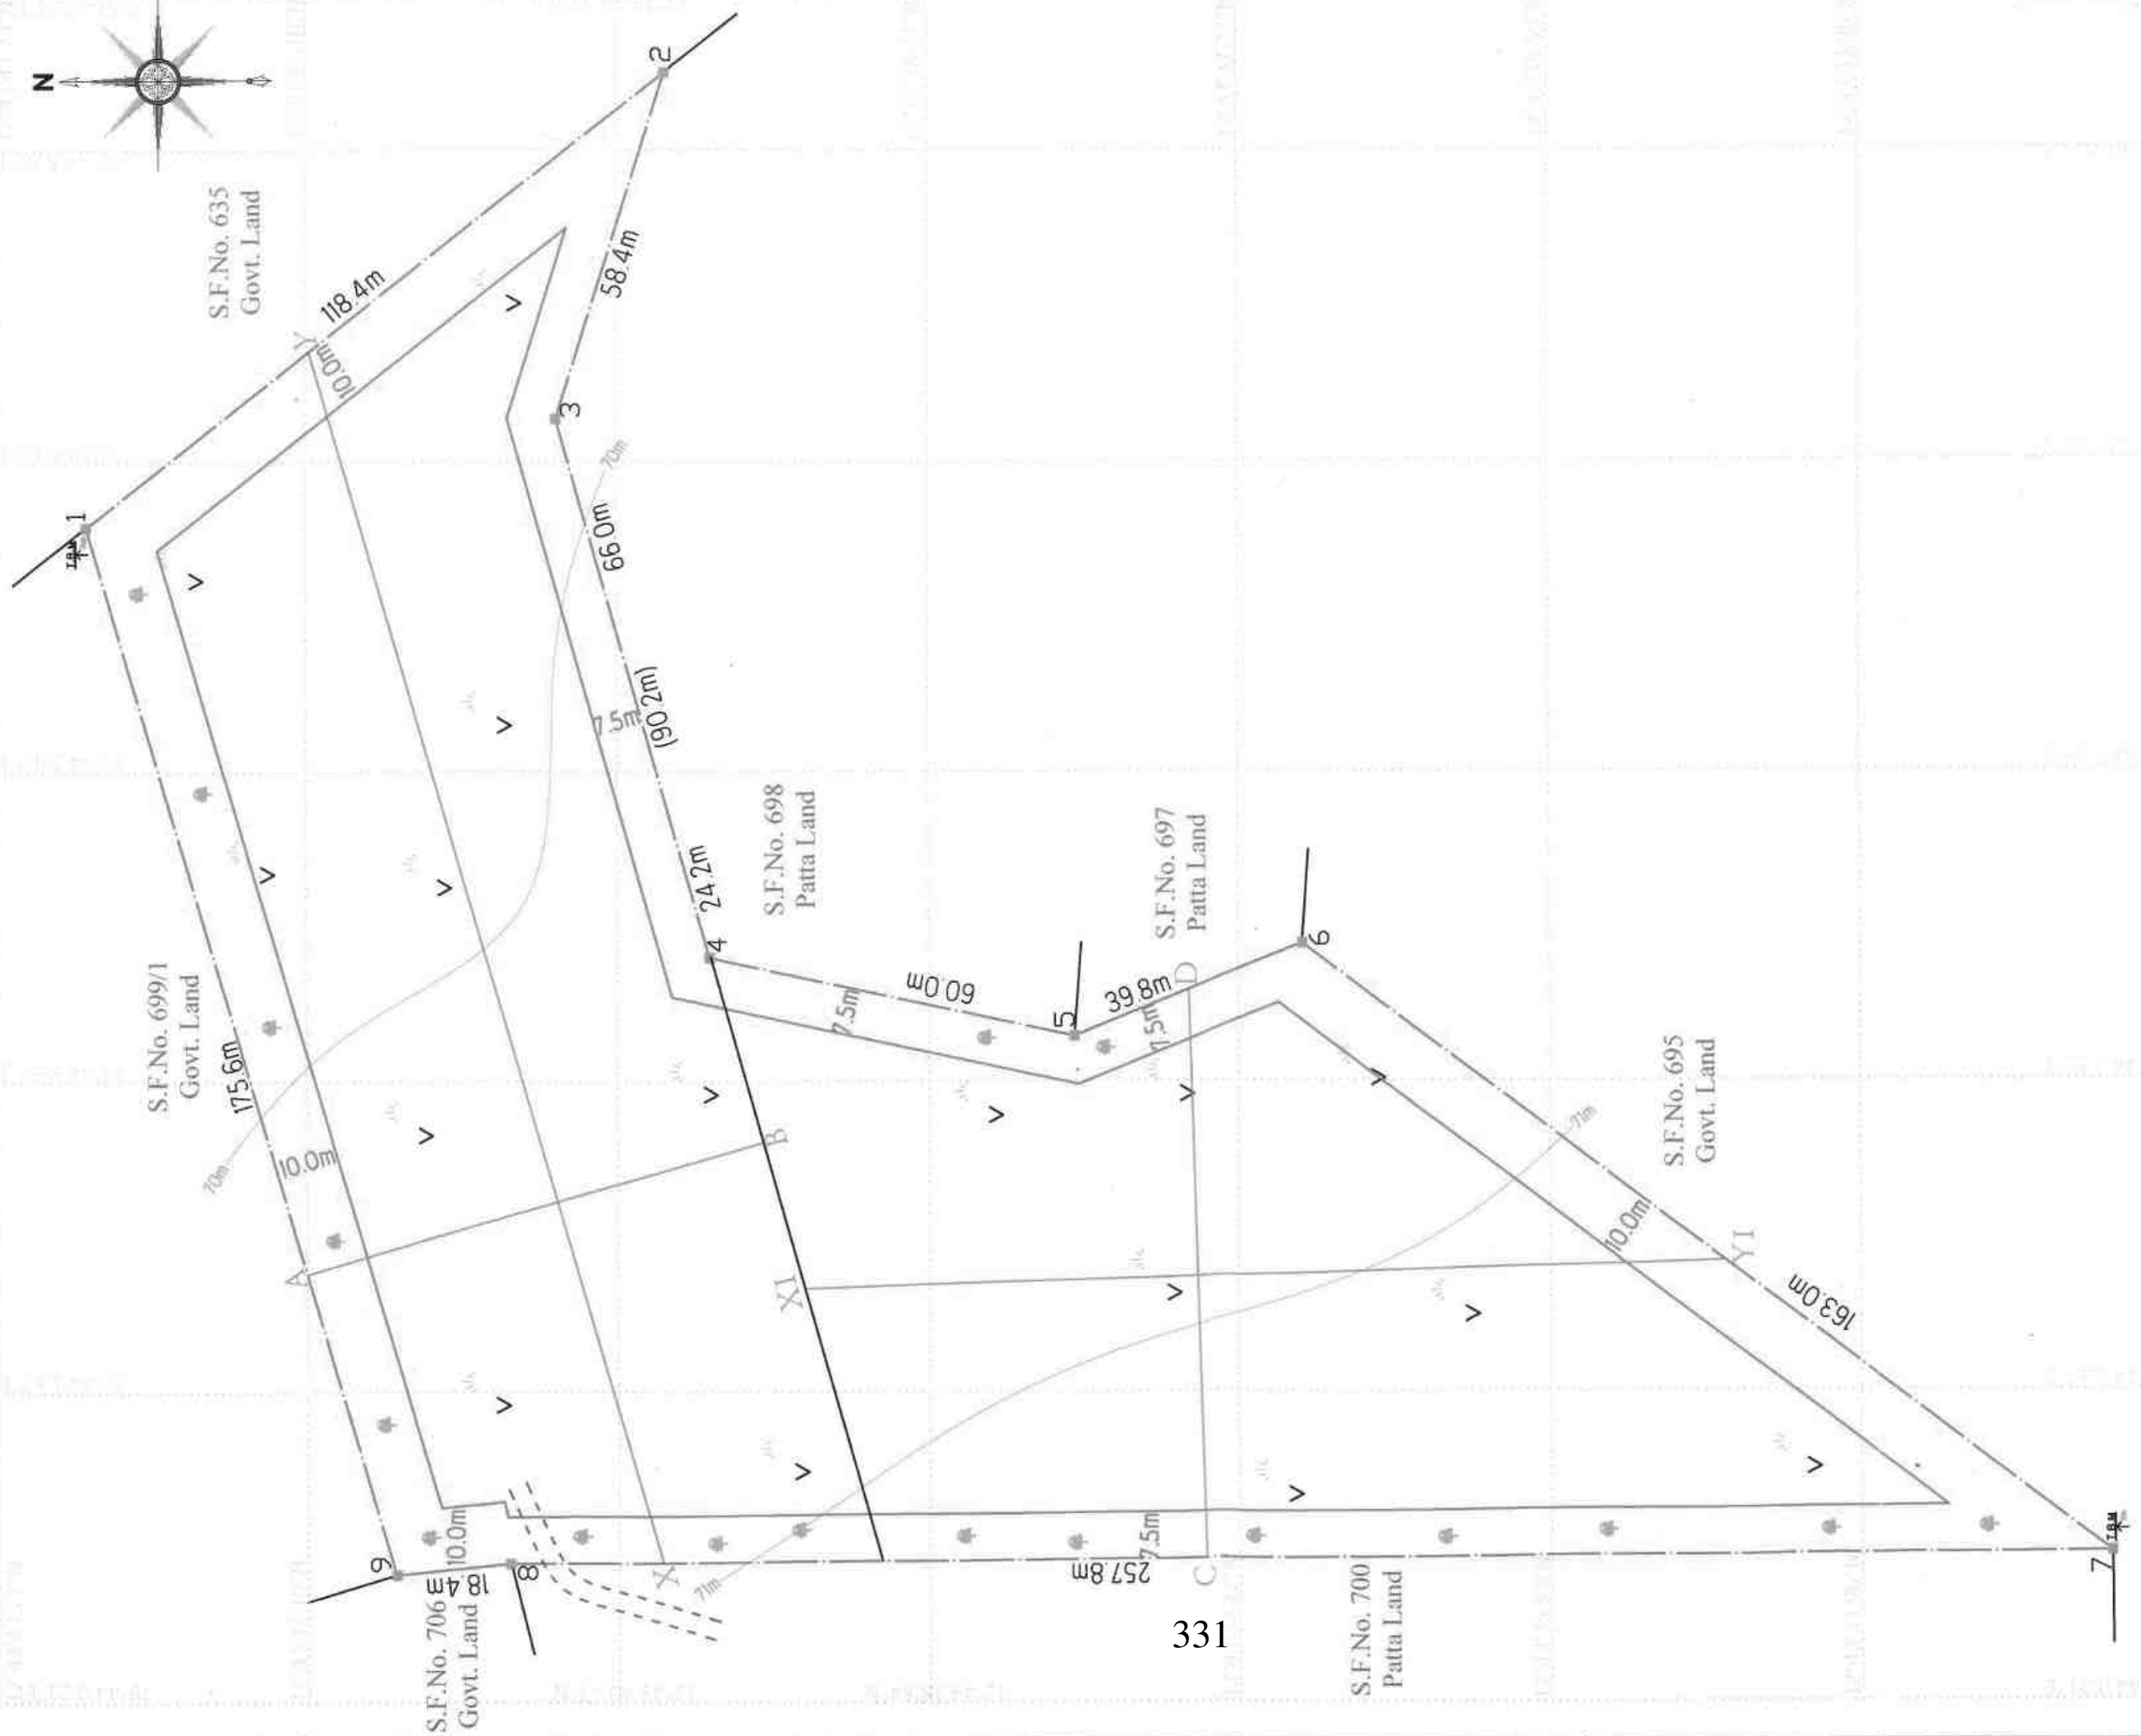 N
S.F.No. 635
Govt. Land
S.F.No. 699/1
Govt. Land
S.F.No. 698
Patta Land
S.F.No. 697
Patta Land
S.F.No. 695
Govt. Land
S.F.No. 700
Patta Land
S.F.No. 706
Govt. Land
1
2
3
4
5
6
7
8
9
118.4m
58.4m
66.0m
(90.2m)
24.2m
60.0m
39.8m
163.0m
257.8m
18.4m
175.6m
10.0m
7.5m
7.5m
7.5m
10.0m
7.5m
10.0m
10.0m
70m
70m
71m
71m
A
B
C
D
X
Y
X1
Y1
T.B.M
T.B.M
331